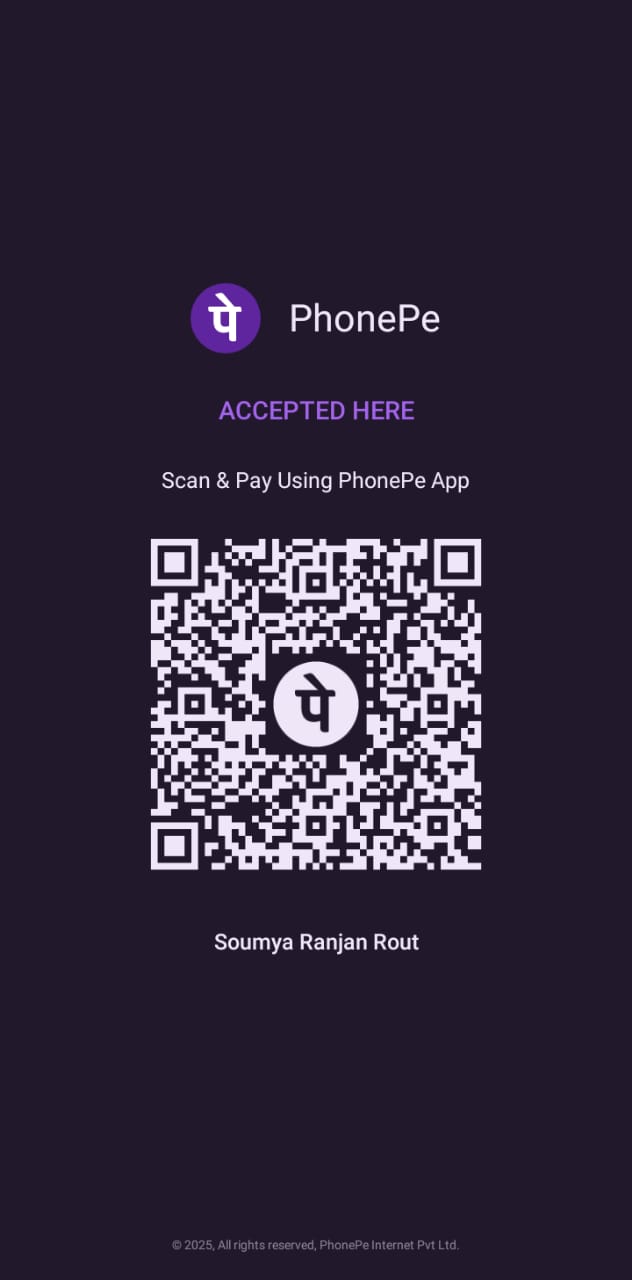 पे PhonePe
ACCEPTED HERE
Scan & Pay Using PhonePe App
पे
Soumya Ranjan Rout
© 2025, All rights reserved, PhonePe Internet Pvt Ltd.